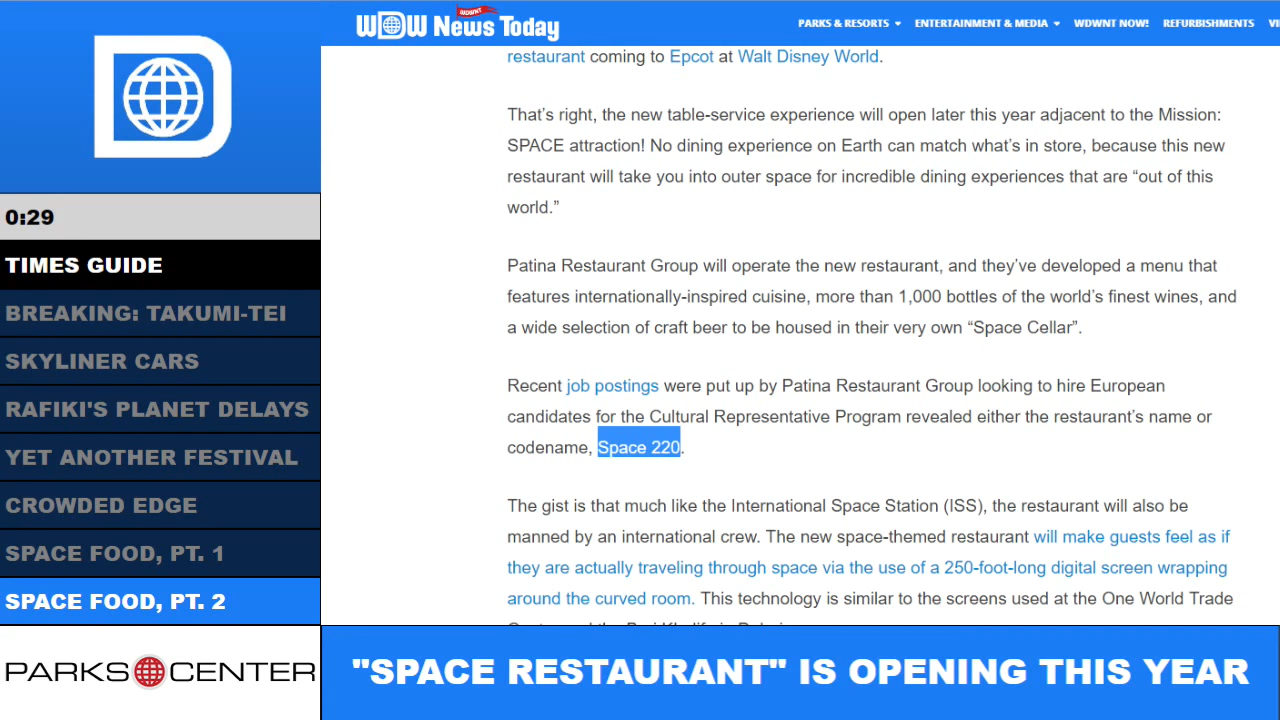 WDWNT
WDW News Today
PARKS & RESORTS
ENTERTAINMENT & MEDIA
WDWNT NOW!
REFURBISHMENTS
0:29
TIMES GUIDE
BREAKING: TAKUMI-TEI
SKYLINER CARS
RAFIKI'S PLANET DELAYS
YET ANOTHER FESTIVAL
CROWDED EDGE
SPACE FOOD, PT. 1
SPACE FOOD, PT. 2
PARKS CENTER
restaurant coming to Epcot at Walt Disney World.
That’s right, the new table-service experience will open later this year adjacent to the Mission:
SPACE attraction! No dining experience on Earth can match what’s in store, because this new
restaurant will take you into outer space for incredible dining experiences that are “out of this
world.”
Patina Restaurant Group will operate the new restaurant, and they’ve developed a menu that
features internationally-inspired cuisine, more than 1,000 bottles of the world’s finest wines, and
a wide selection of craft beer to be housed in their very own “Space Cellar”.
Recent job postings were put up by Patina Restaurant Group looking to hire European
candidates for the Cultural Representative Program revealed either the restaurant’s name or
codename, Space 220.
The gist is that much like the International Space Station (ISS), the restaurant will also be
manned by an international crew. The new space-themed restaurant will make guests feel as if
they are actually traveling through space via the use of a 250-foot-long digital screen wrapping
around the curved room. This technology is similar to the screens used at the One World Trade
"SPACE RESTAURANT" IS OPENING THIS YEAR